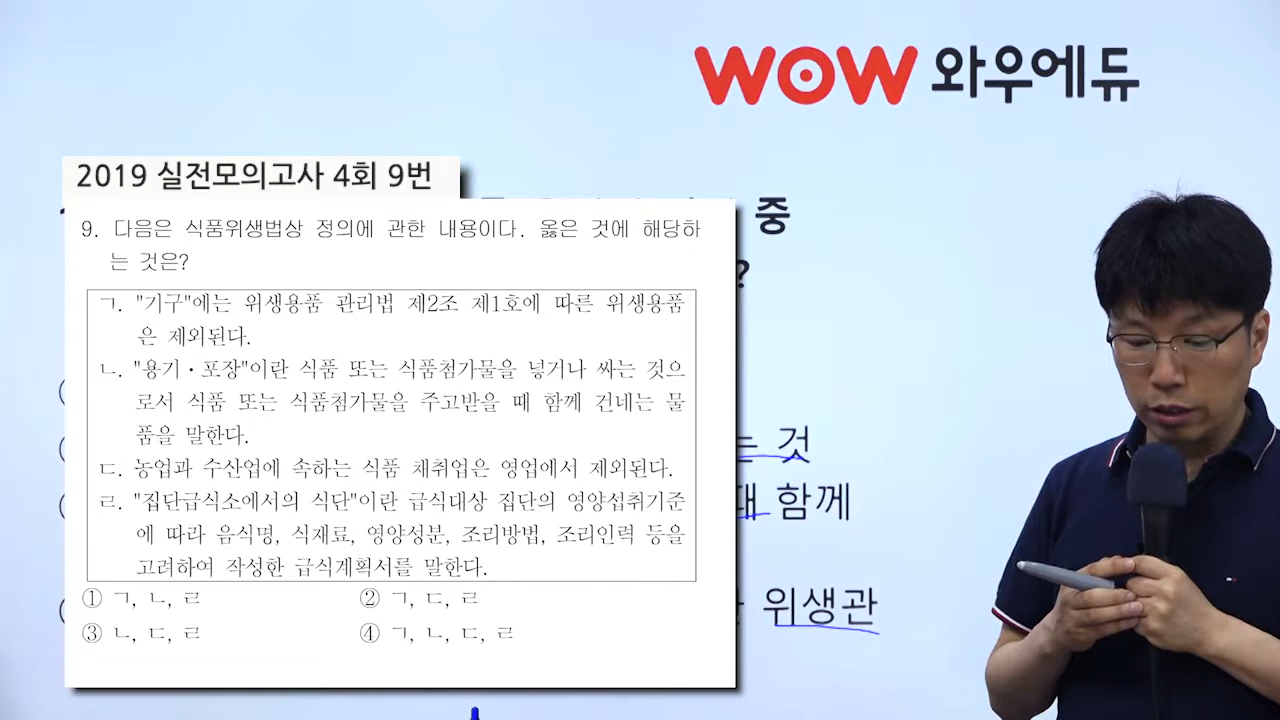 WOW 와우에듀
2019 실전모의고사 4회 9번
중
?
9. 다음은 식품위생법상 정의에 관한 내용이다. 옳은 것에 해당하
는 것은?
ㄱ. "기구"에는 위생용품 관리법 제2조 제1호에 따른 위생용품
은 제외된다.
ㄴ. "용기·포장"이란 식품 또는 식품첨가물을 넣거나 싸는 것으
로서 식품 또는 식품첨가물을 주고받을 때 함께 건네는 물
품을 말한다.
ㄷ. 농업과 수산업에 속하는 식품 채취업은 영업에서 제외된다.
ㄹ. "집단급식소에서의 식단"이란 급식대상 집단의 영양섭취기준
에 따라 음식명, 식재료, 영양성분, 조리방법, 조리인력 등을
고려하여 작성한 급식계획서를 말한다.
① ㄱ, ㄴ, ㄹ
② ㄱ, ㄷ, ㄹ
③ ㄴ, ㄷ, ㄹ
④ ㄱ, ㄴ, ㄷ, ㄹ
는 것
때 함께
위생관